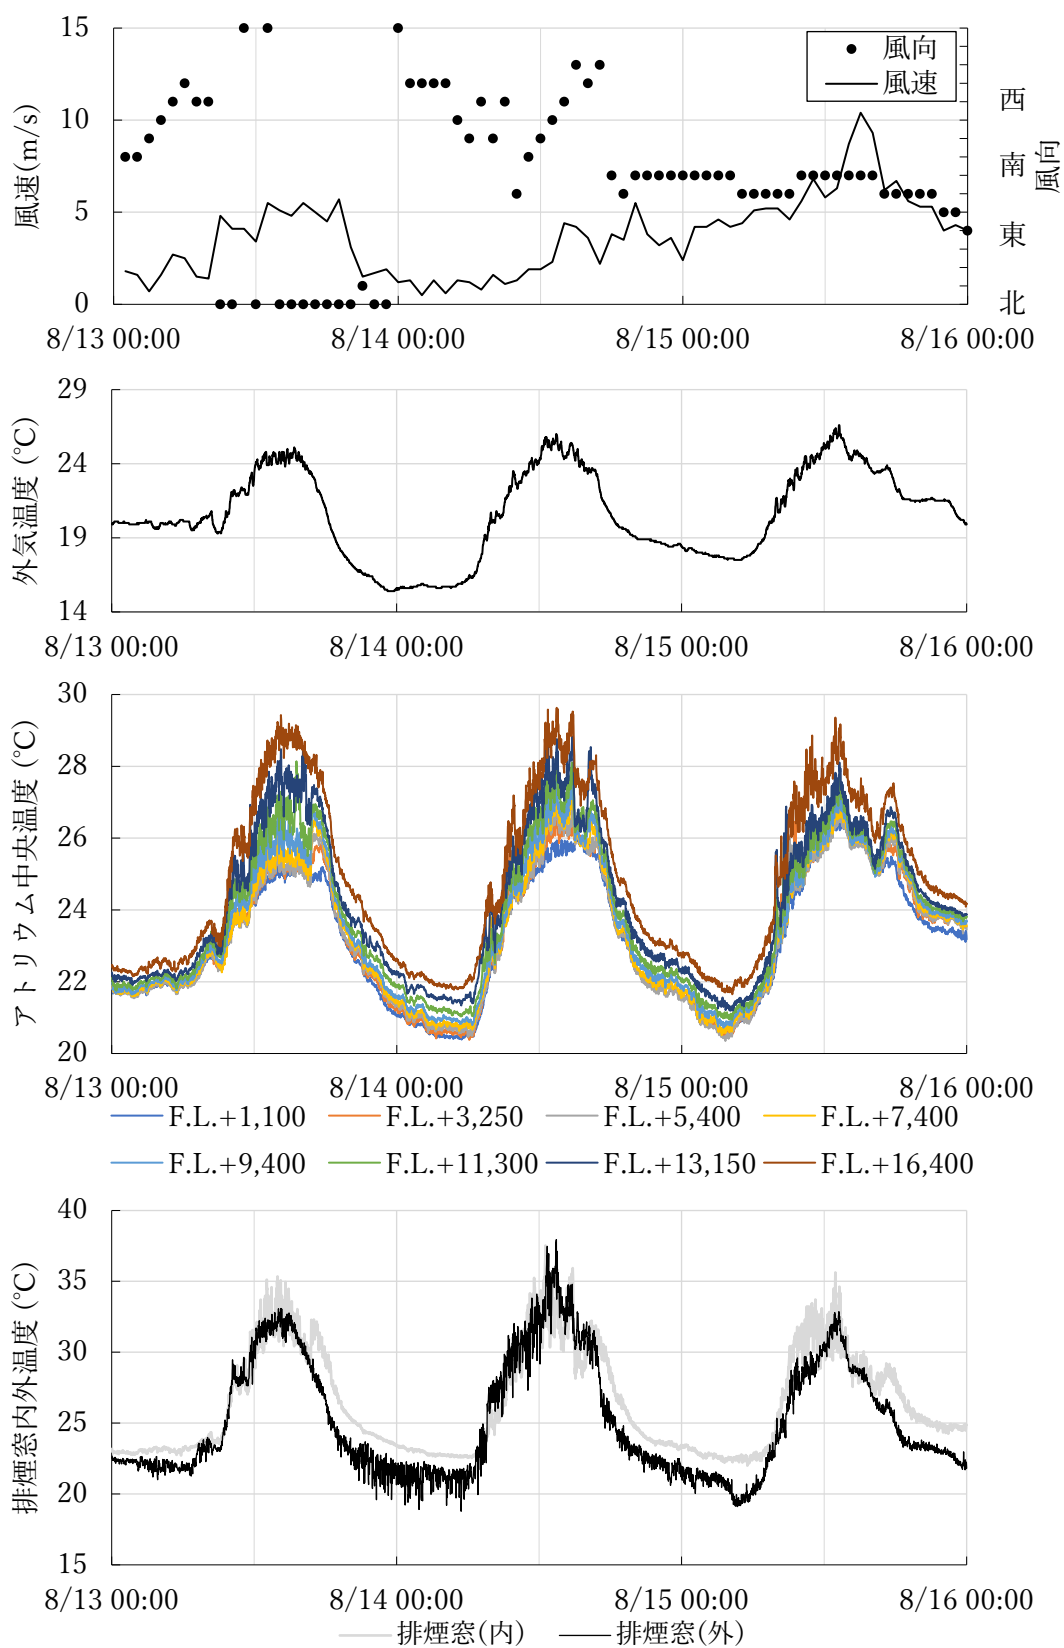 15
10
5
0
風速(m/s)
風向
風速
西
南
東
北
風向
8/13 00:00 8/14 00:00 8/15 00:00 8/16 00:00
29
24
19
14
外気温度 (℃)
8/13 00:00 8/14 00:00 8/15 00:00 8/16 00:00
30
28
26
24
22
20
アトリウム中央温度 (℃)
8/13 00:00 8/14 00:00 8/15 00:00 8/16 00:00
F.L.+1,100 F.L.+3,250 F.L.+5,400 F.L.+7,400
F.L.+9,400 F.L.+11,300 F.L.+13,150 F.L.+16,400
40
35
30
25
20
15
排煙窓内外温度 (℃)
8/13 00:00 8/14 00:00 8/15 00:00 8/16 00:00
排煙窓(内) 排煙窓(外)